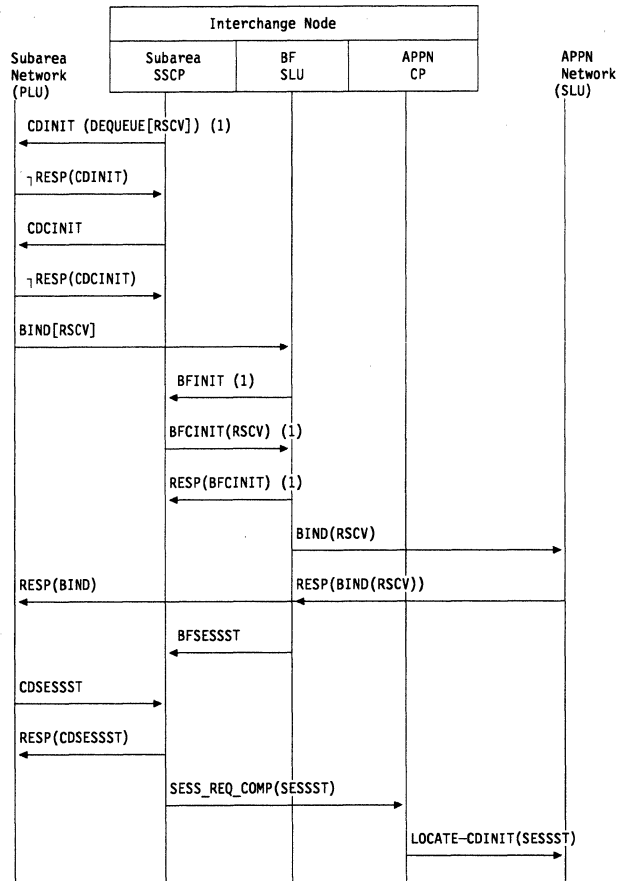 Interchange Node
Subarea Network (PLU)
Subarea SSCP
BF SLU
APPN CP
APPN Network (SLU)
CDINIT (DEQUEUE[RSCV]) (1)
┐RESP(CDINIT)
CDCINIT
┐RESP(CDCINIT)
BIND[RSCV]
BFINIT (1)
BFCINIT(RSCV) (1)
RESP(BFCINIT) (1)
BIND(RSCV)
RESP(BIND)
RESP(BIND(RSCV))
BFSESSST
CDSESSST
RESP(CDSESSST)
SESS_REQ_COMP(SESSST)
LOCATE—CDINIT(SESSST)